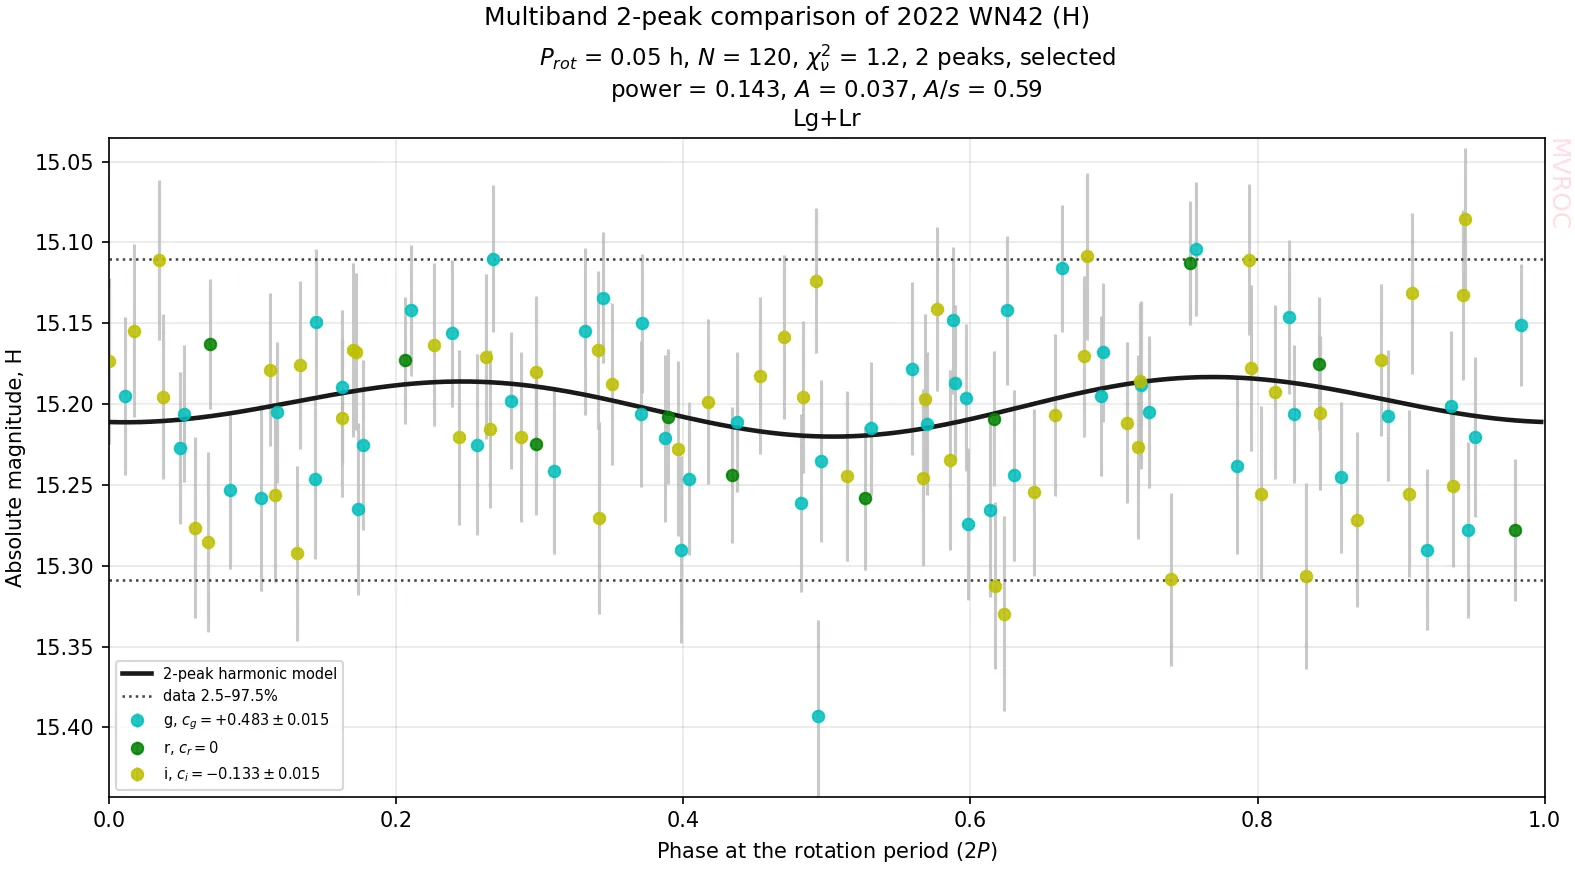 Multiband 2-peak comparison of 2022 WN42 (H)
P_rot = 0.05 h, N = 120, χ²_ν = 1.2, 2 peaks, selected
power = 0.143, A = 0.037, A/s = 0.59
Lg+Lr
MVROC
Absolute magnitude, H
15.05
15.10
15.15
15.20
15.25
15.30
15.35
15.40
2-peak harmonic model
data 2.5–97.5%
g, c_g = +0.483 ± 0.015
r, c_r = 0
i, c_i = −0.133 ± 0.015
0.0 0.2 0.4 0.6 0.8 1.0
Phase at the rotation period (2P)